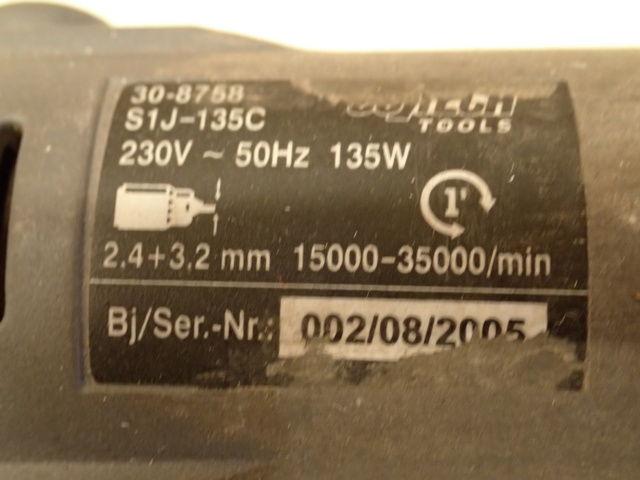 30-8758
S1J-135C
TOOLS
230V ~ 50Hz 135W
1'
2.4+3.2 mm 15000-35000/min
Bj/Ser.-Nr.: 002/08/2005